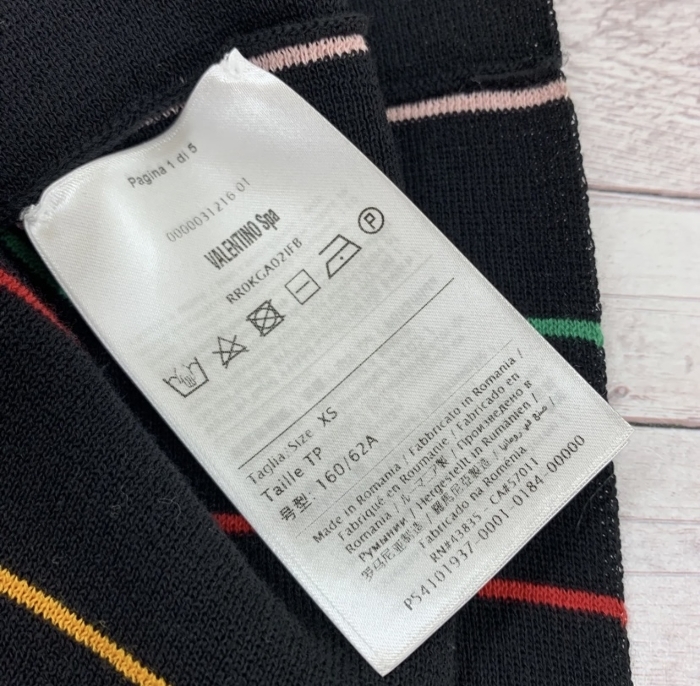 Pagina 1 di 5
0000031216 01
VALENTINO Spa
RR0KGA02IFB
P
Taglia/Size XS
Taille TP
号型: 160/62A
Made in Romania / Fabbricato in Romania /
Fabriqué en Roumanie / Fabricado en
Romania / ルーマニア製 / Произведено в
Румынии / Hergestellt in Rumänien /
罗马尼亚制造 / 羅馬尼亞製造 /
Fabricado na Roménia
RN#43835 - CA#57011
P54101937-0001 0184-00000